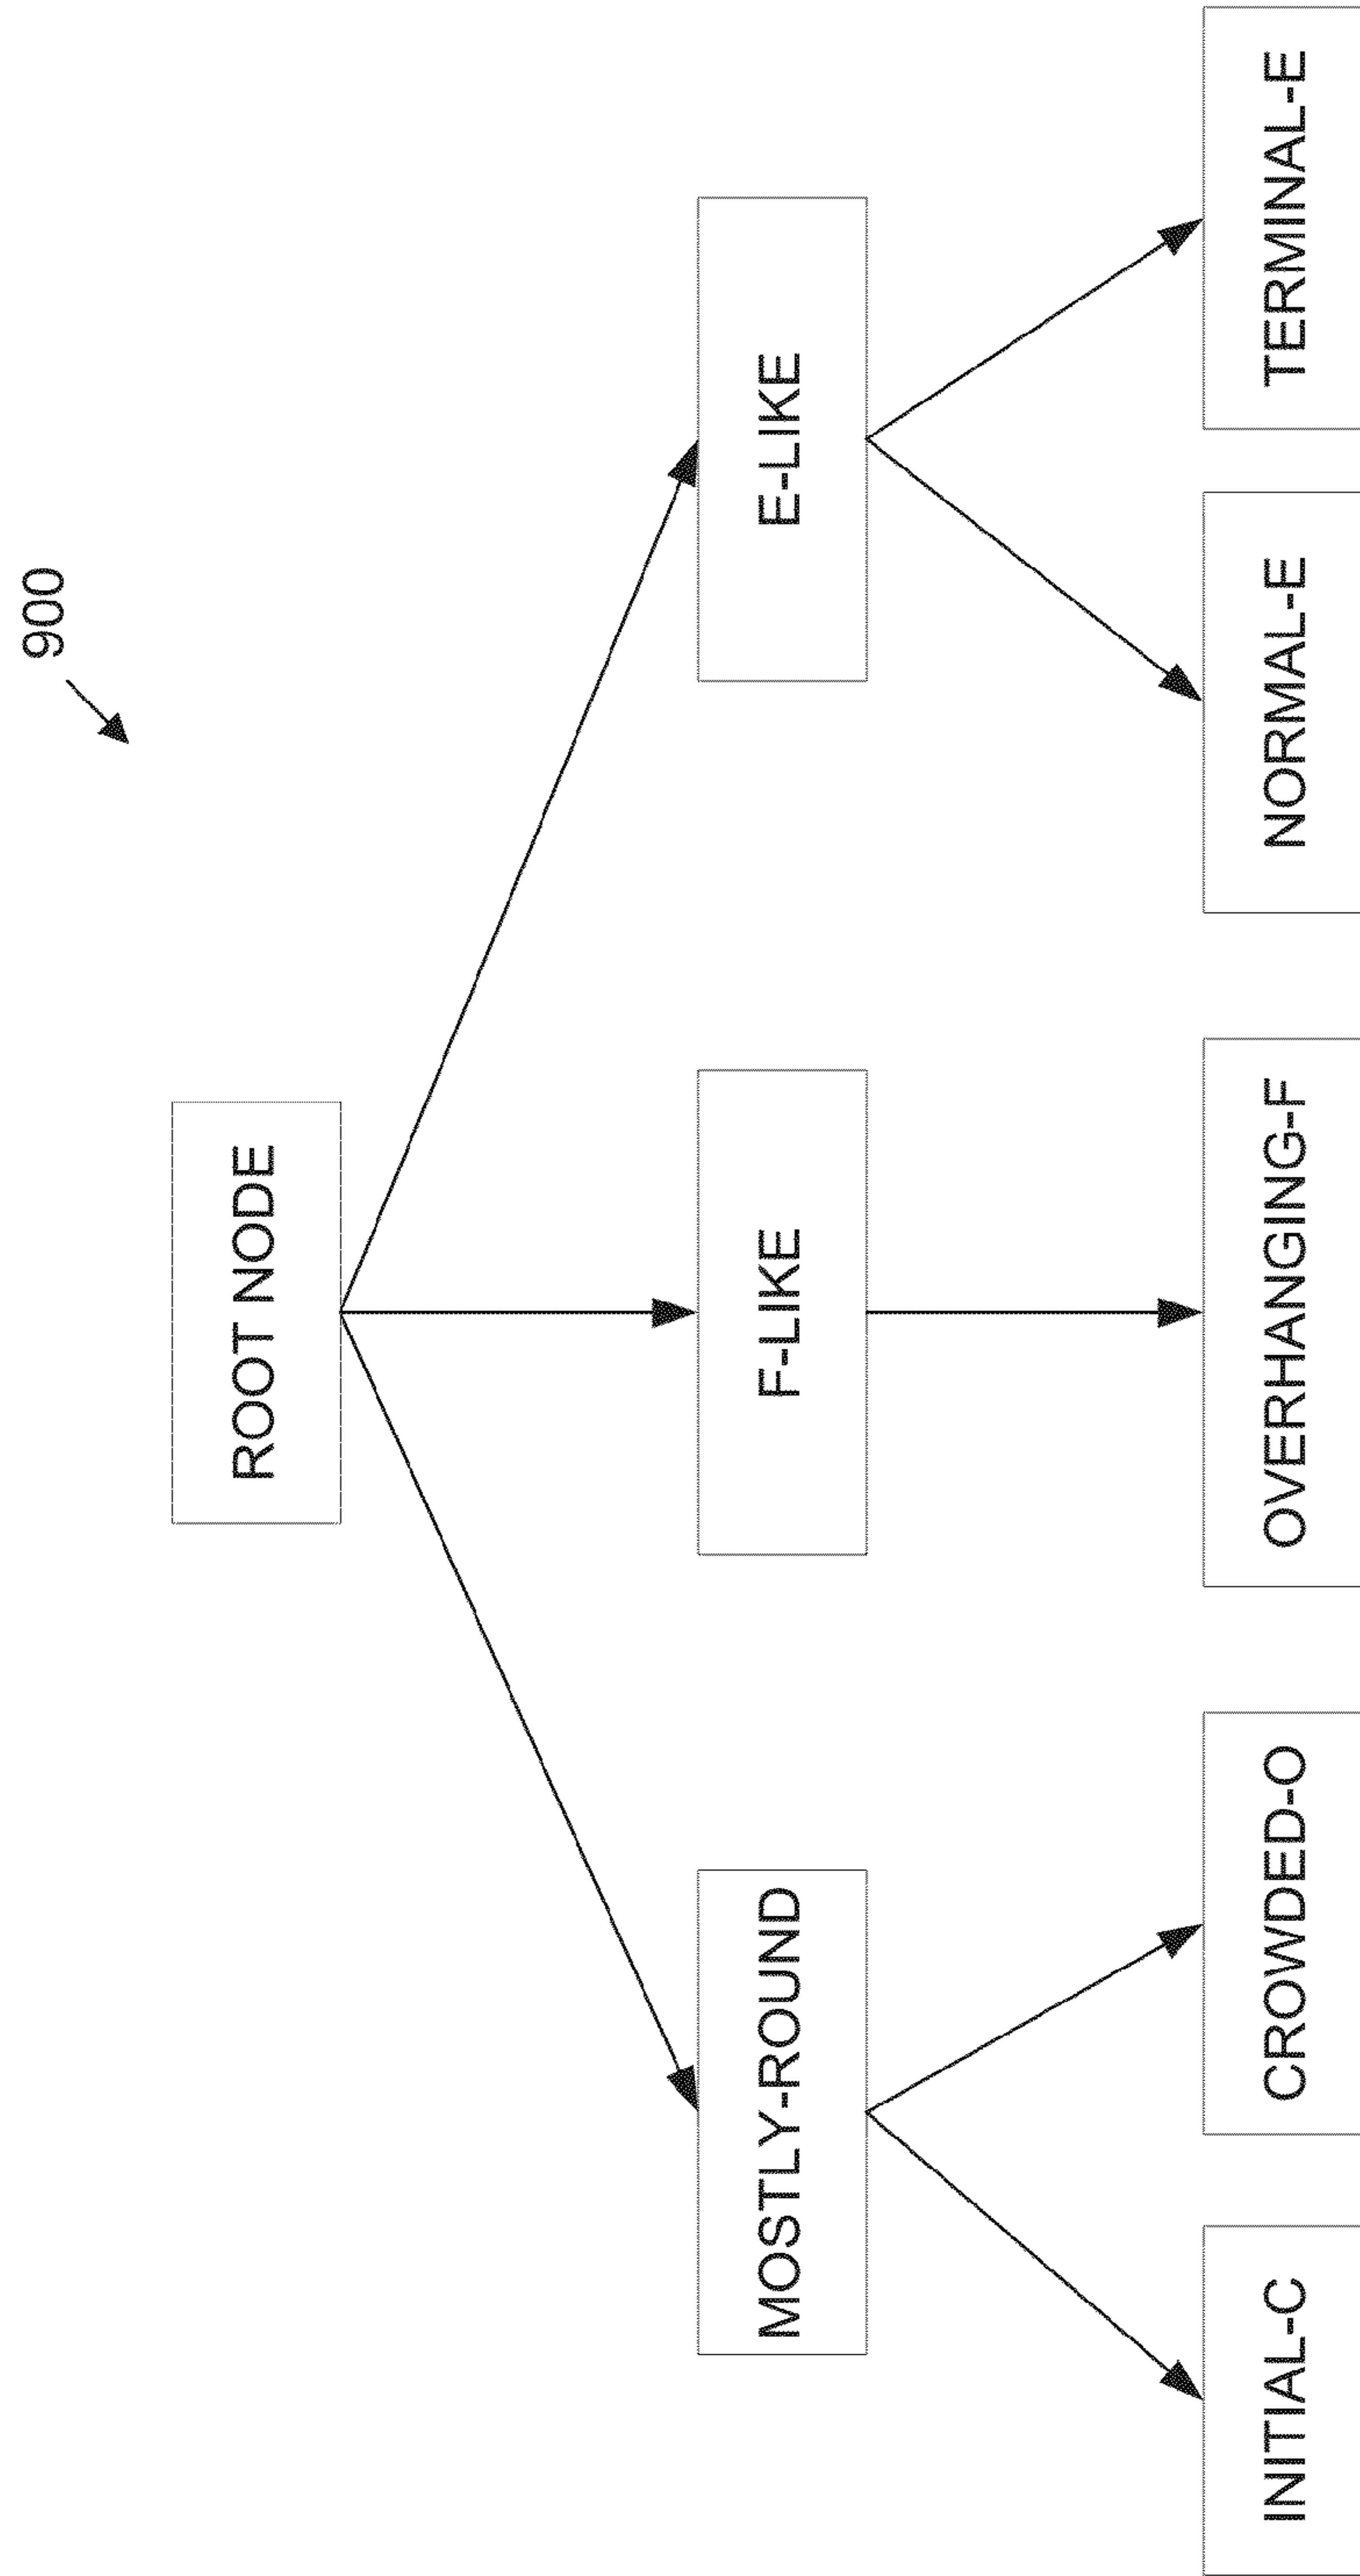 900
ROOT NODE
MOSTLY-ROUND
F-LIKE
E-LIKE
INITIAL-C
CROWDED-O
OVERHANGING-F
NORMAL-E
TERMINAL-E